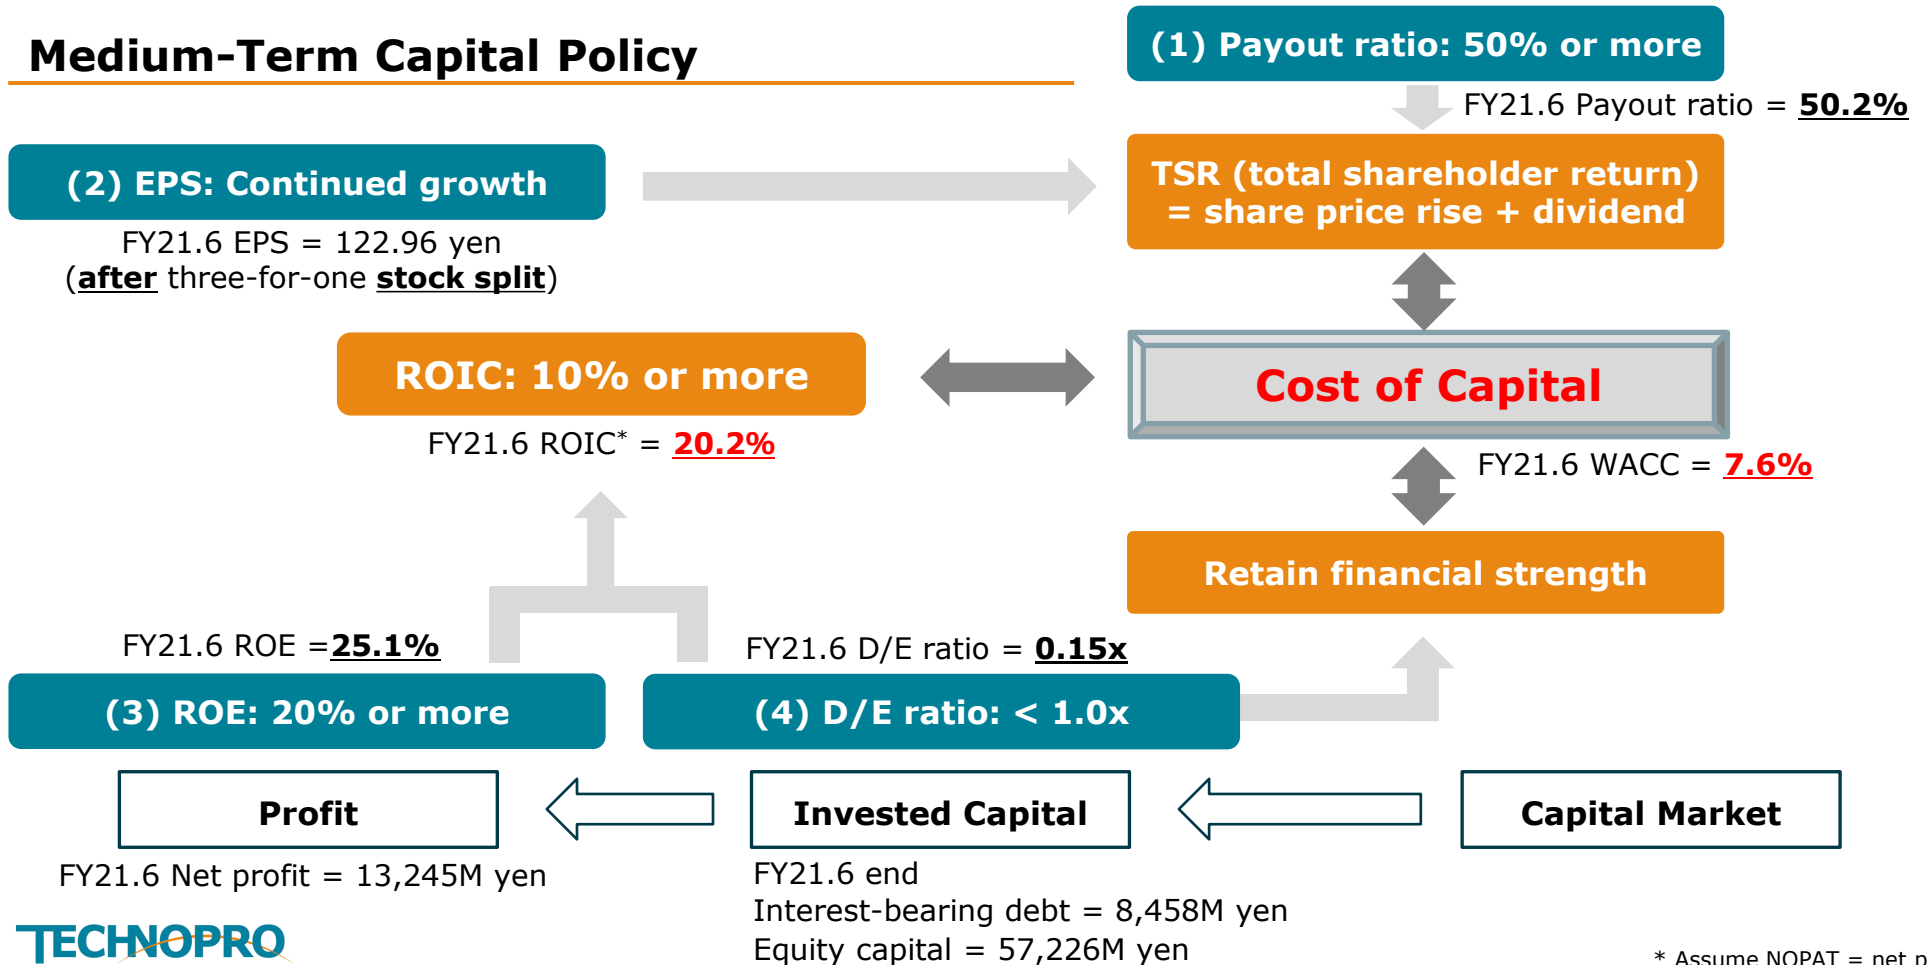 Medium-Term Capital Policy
(1) Payout ratio: 50% or more
FY21.6 Payout ratio = 50.2%
(2) EPS: Continued growth
FY21.6 EPS = 122.96 yen
(after three-for-one stock split)
TSR (total shareholder return)
= share price rise + dividend
ROIC: 10% or more
FY21.6 ROIC* = 20.2%
Cost of Capital
FY21.6 WACC = 7.6%
Retain financial strength
FY21.6 ROE =25.1%
FY21.6 D/E ratio = 0.15x
(3) ROE: 20% or more
(4) D/E ratio: < 1.0x
Profit
Invested Capital
Capital Market
FY21.6 Net profit = 13,245M yen
FY21.6 end
Interest-bearing debt = 8,458M yen
Equity capital = 57,226M yen
TECHNOPRO
* Assume NOPAT = net p